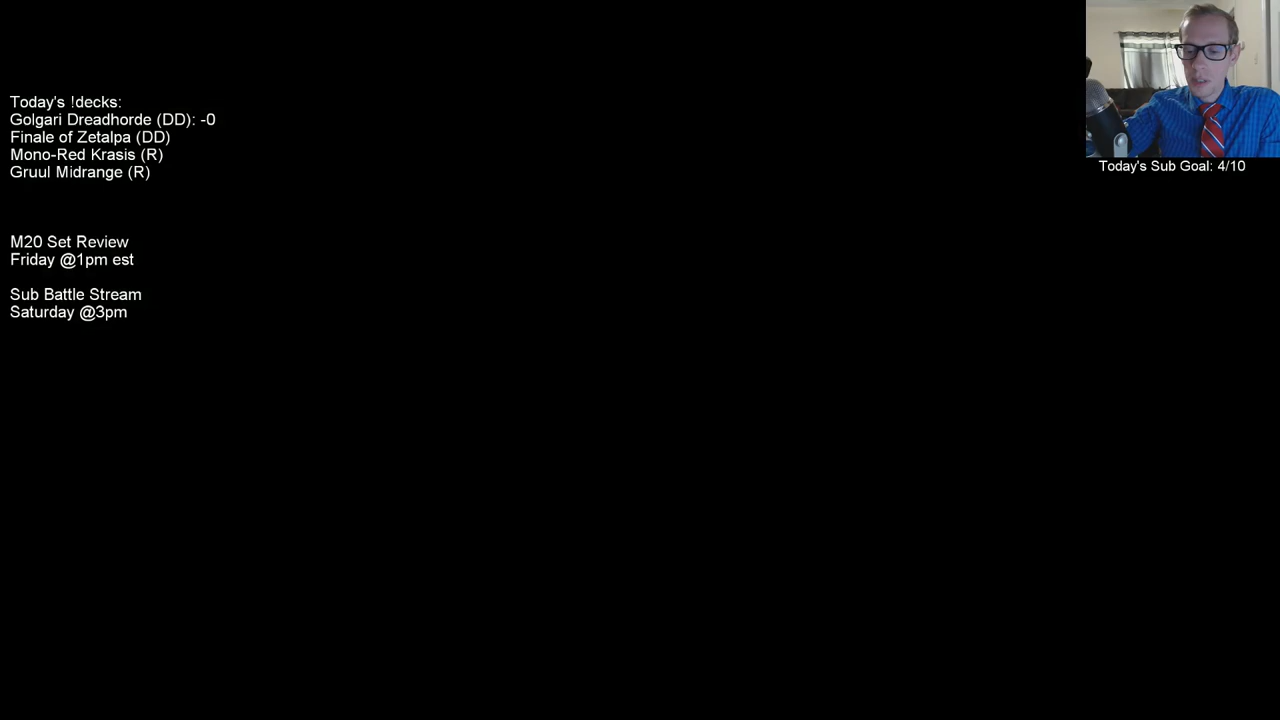 Today's !decks:
Golgari Dreadhorde (DD): -0
Finale of Zetalpa (DD)
Mono-Red Krasis (R)
Gruul Midrange (R)
M20 Set Review
Friday @1pm est
Sub Battle Stream
Saturday @3pm
Today's Sub Goal: 4/10